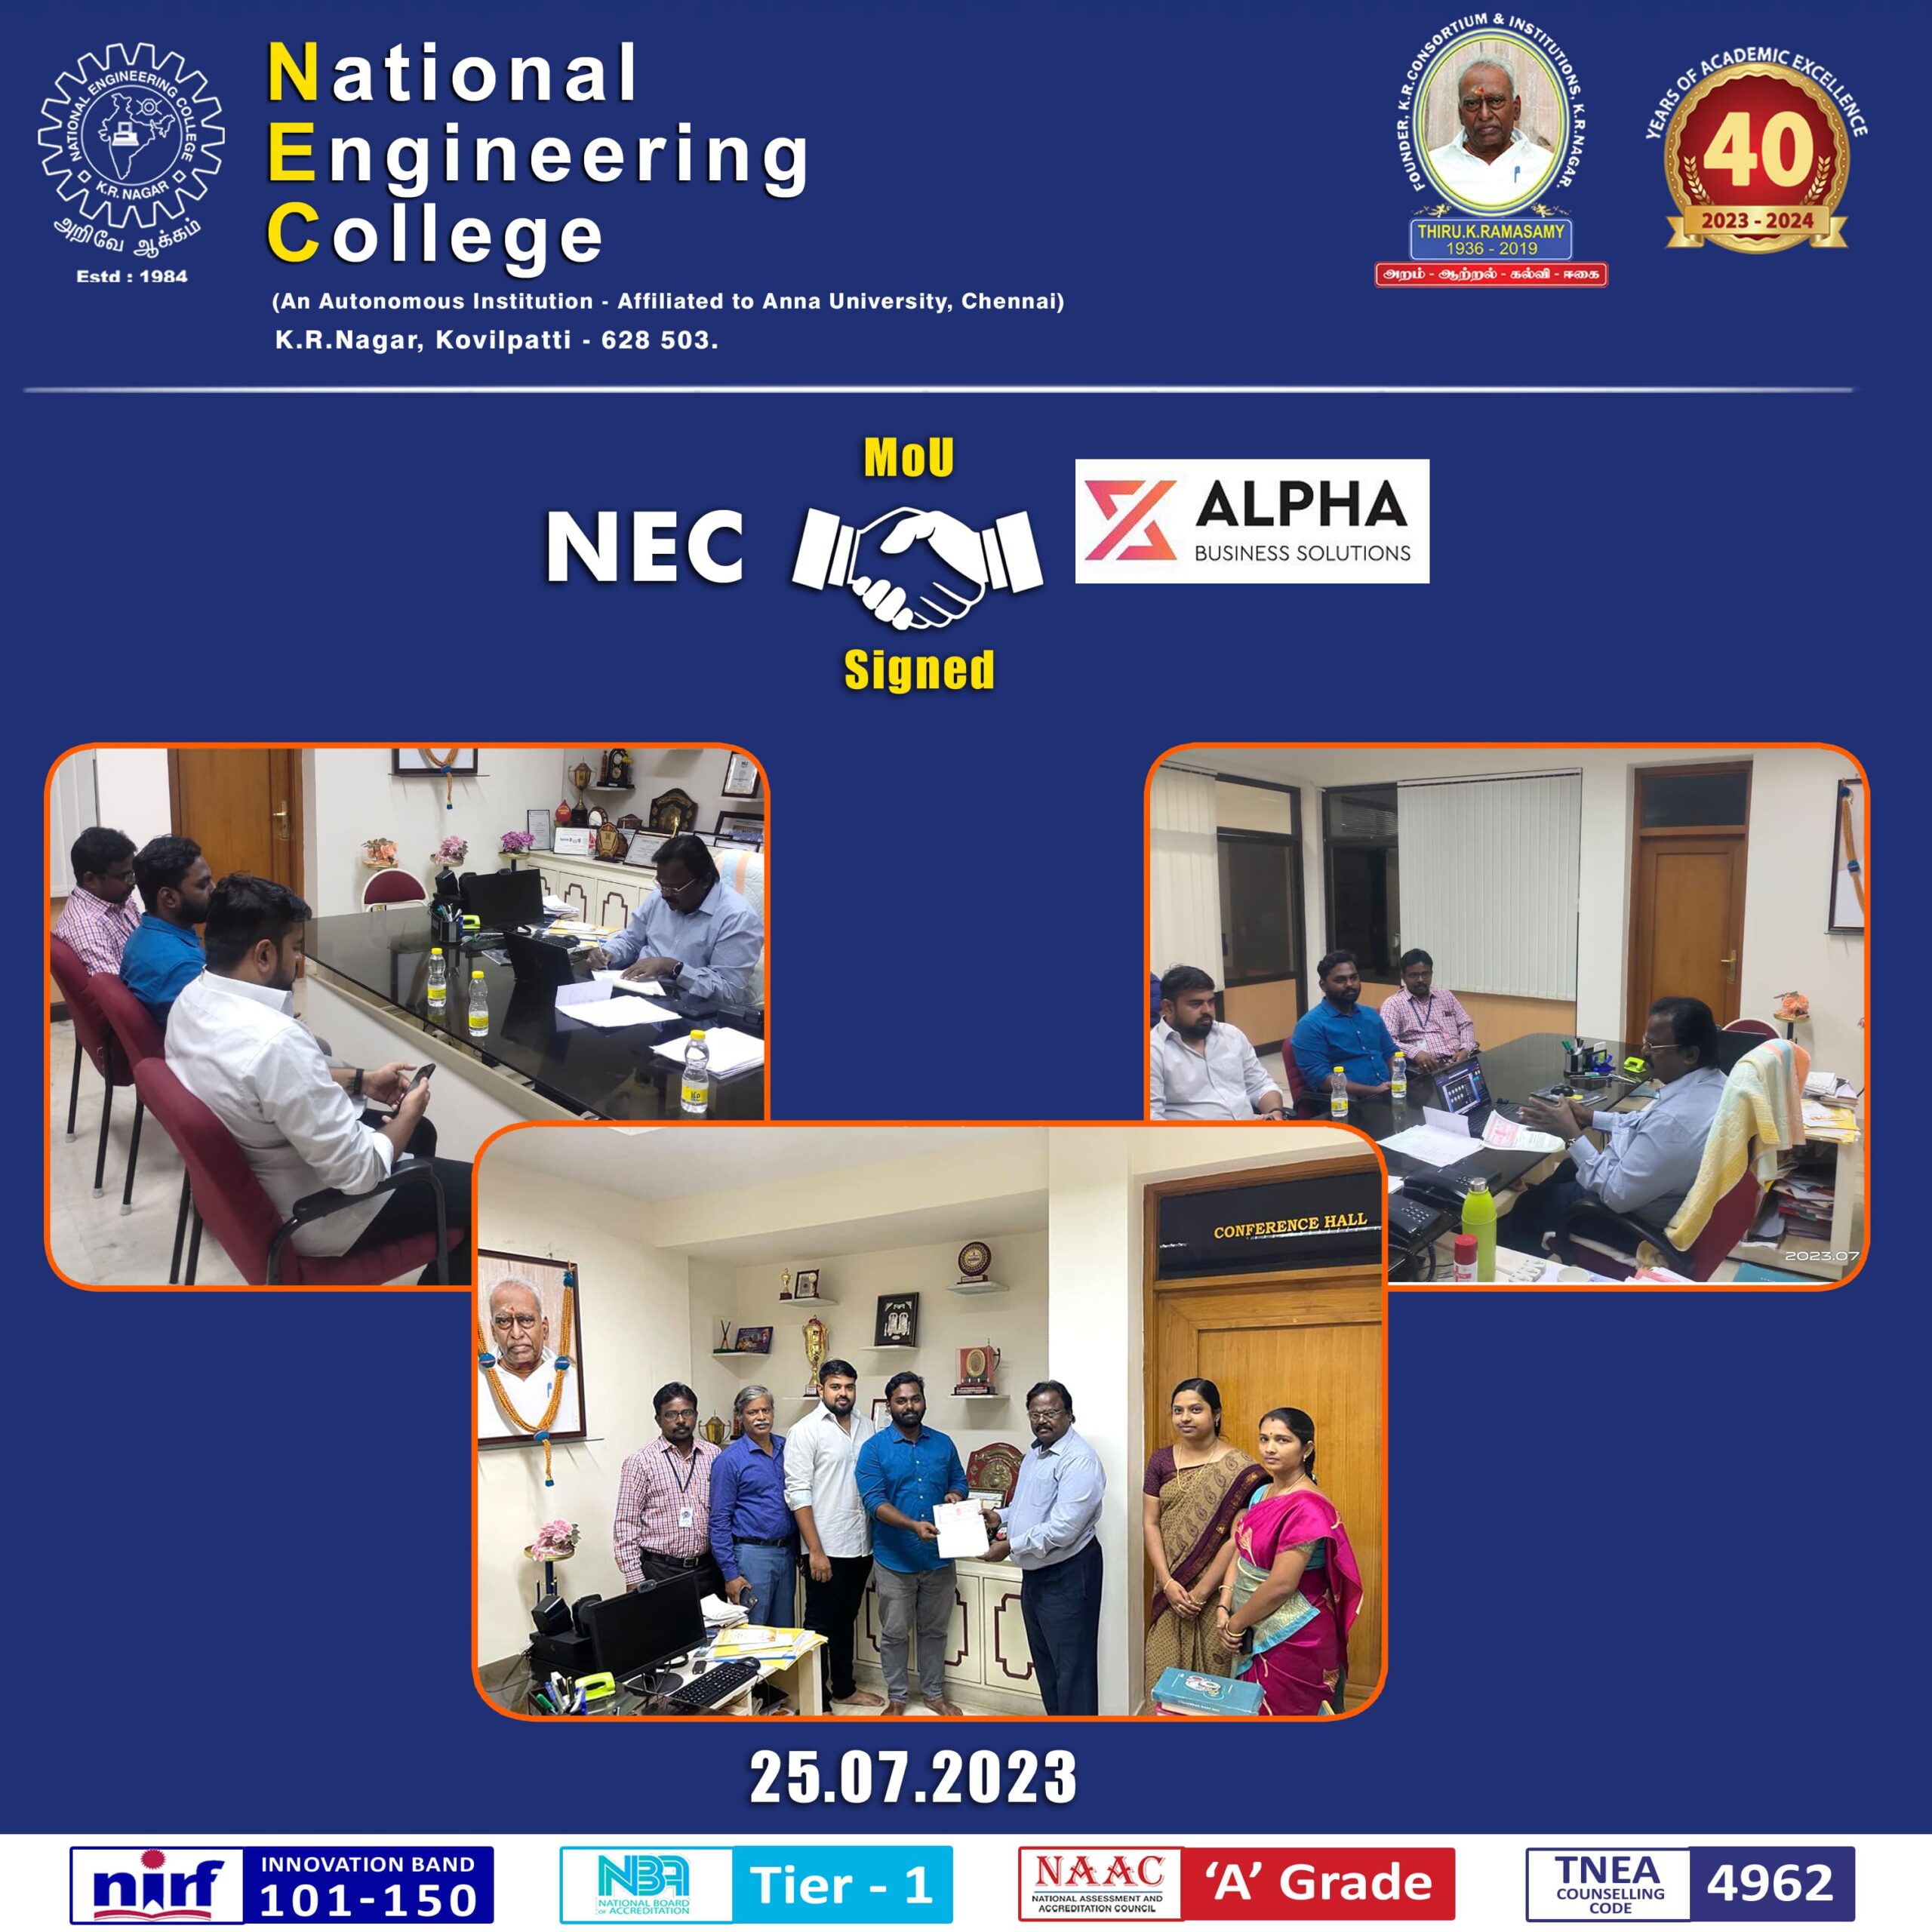 NATIONAL ENGINEERING COLLEGE
K.R. NAGAR
அறிவே ஆக்கம்
Estd : 1984
National
Engineering
College
(An Autonomous Institution - Affiliated to Anna University, Chennai)
K.R.Nagar, Kovilpatti - 628 503.
FOUNDER, K.R.CONSORTIUM & INSTITUTIONS, K.R.NAGAR.
THIRU.K.RAMASAMY
1936 - 2019
அறம் - ஆற்றல் - கல்வி - ஈகை
YEARS OF ACADEMIC EXCELLENCE
40
2023 - 2024
MoU
NEC
ALPHA
BUSINESS SOLUTIONS
Signed
2023.07
CONFERENCE HALL
25.07.2023
nirf
INNOVATION BAND
101-150
NBA
NATIONAL BOARD
of ACCREDITATION
Tier - 1
NAAC
NATIONAL ASSESSMENT AND
ACCREDITATION COUNCIL
‘A’ Grade
TNEA
COUNSELLING
CODE
4962